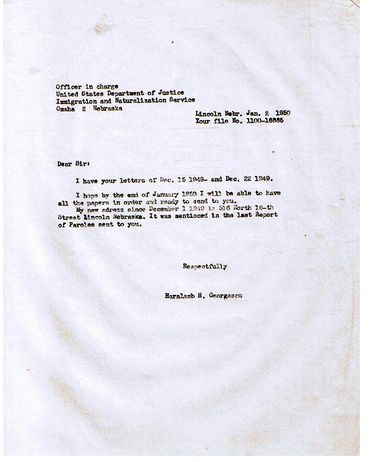 Officer in charge
United States Department of Justice
Immigration and Naturalization Service
Omaha 2 Nebraska
Lincoln Nebr. Jan. 2 1950
Your file No. 1100-16885
Dear Sir:
I have your letters of Dec. 15 1949- and Dec. 22 1949.
I hope by the end of January 1950 I will be able to have
all the papers in order and ready to send to you.
My new adress since December 1 1949 is North 16-th
Street Lincoln Nebraska. It was mentioned in the last Report
of Parolee sent to you.
Respectfully
Haralamb H. Georgescu